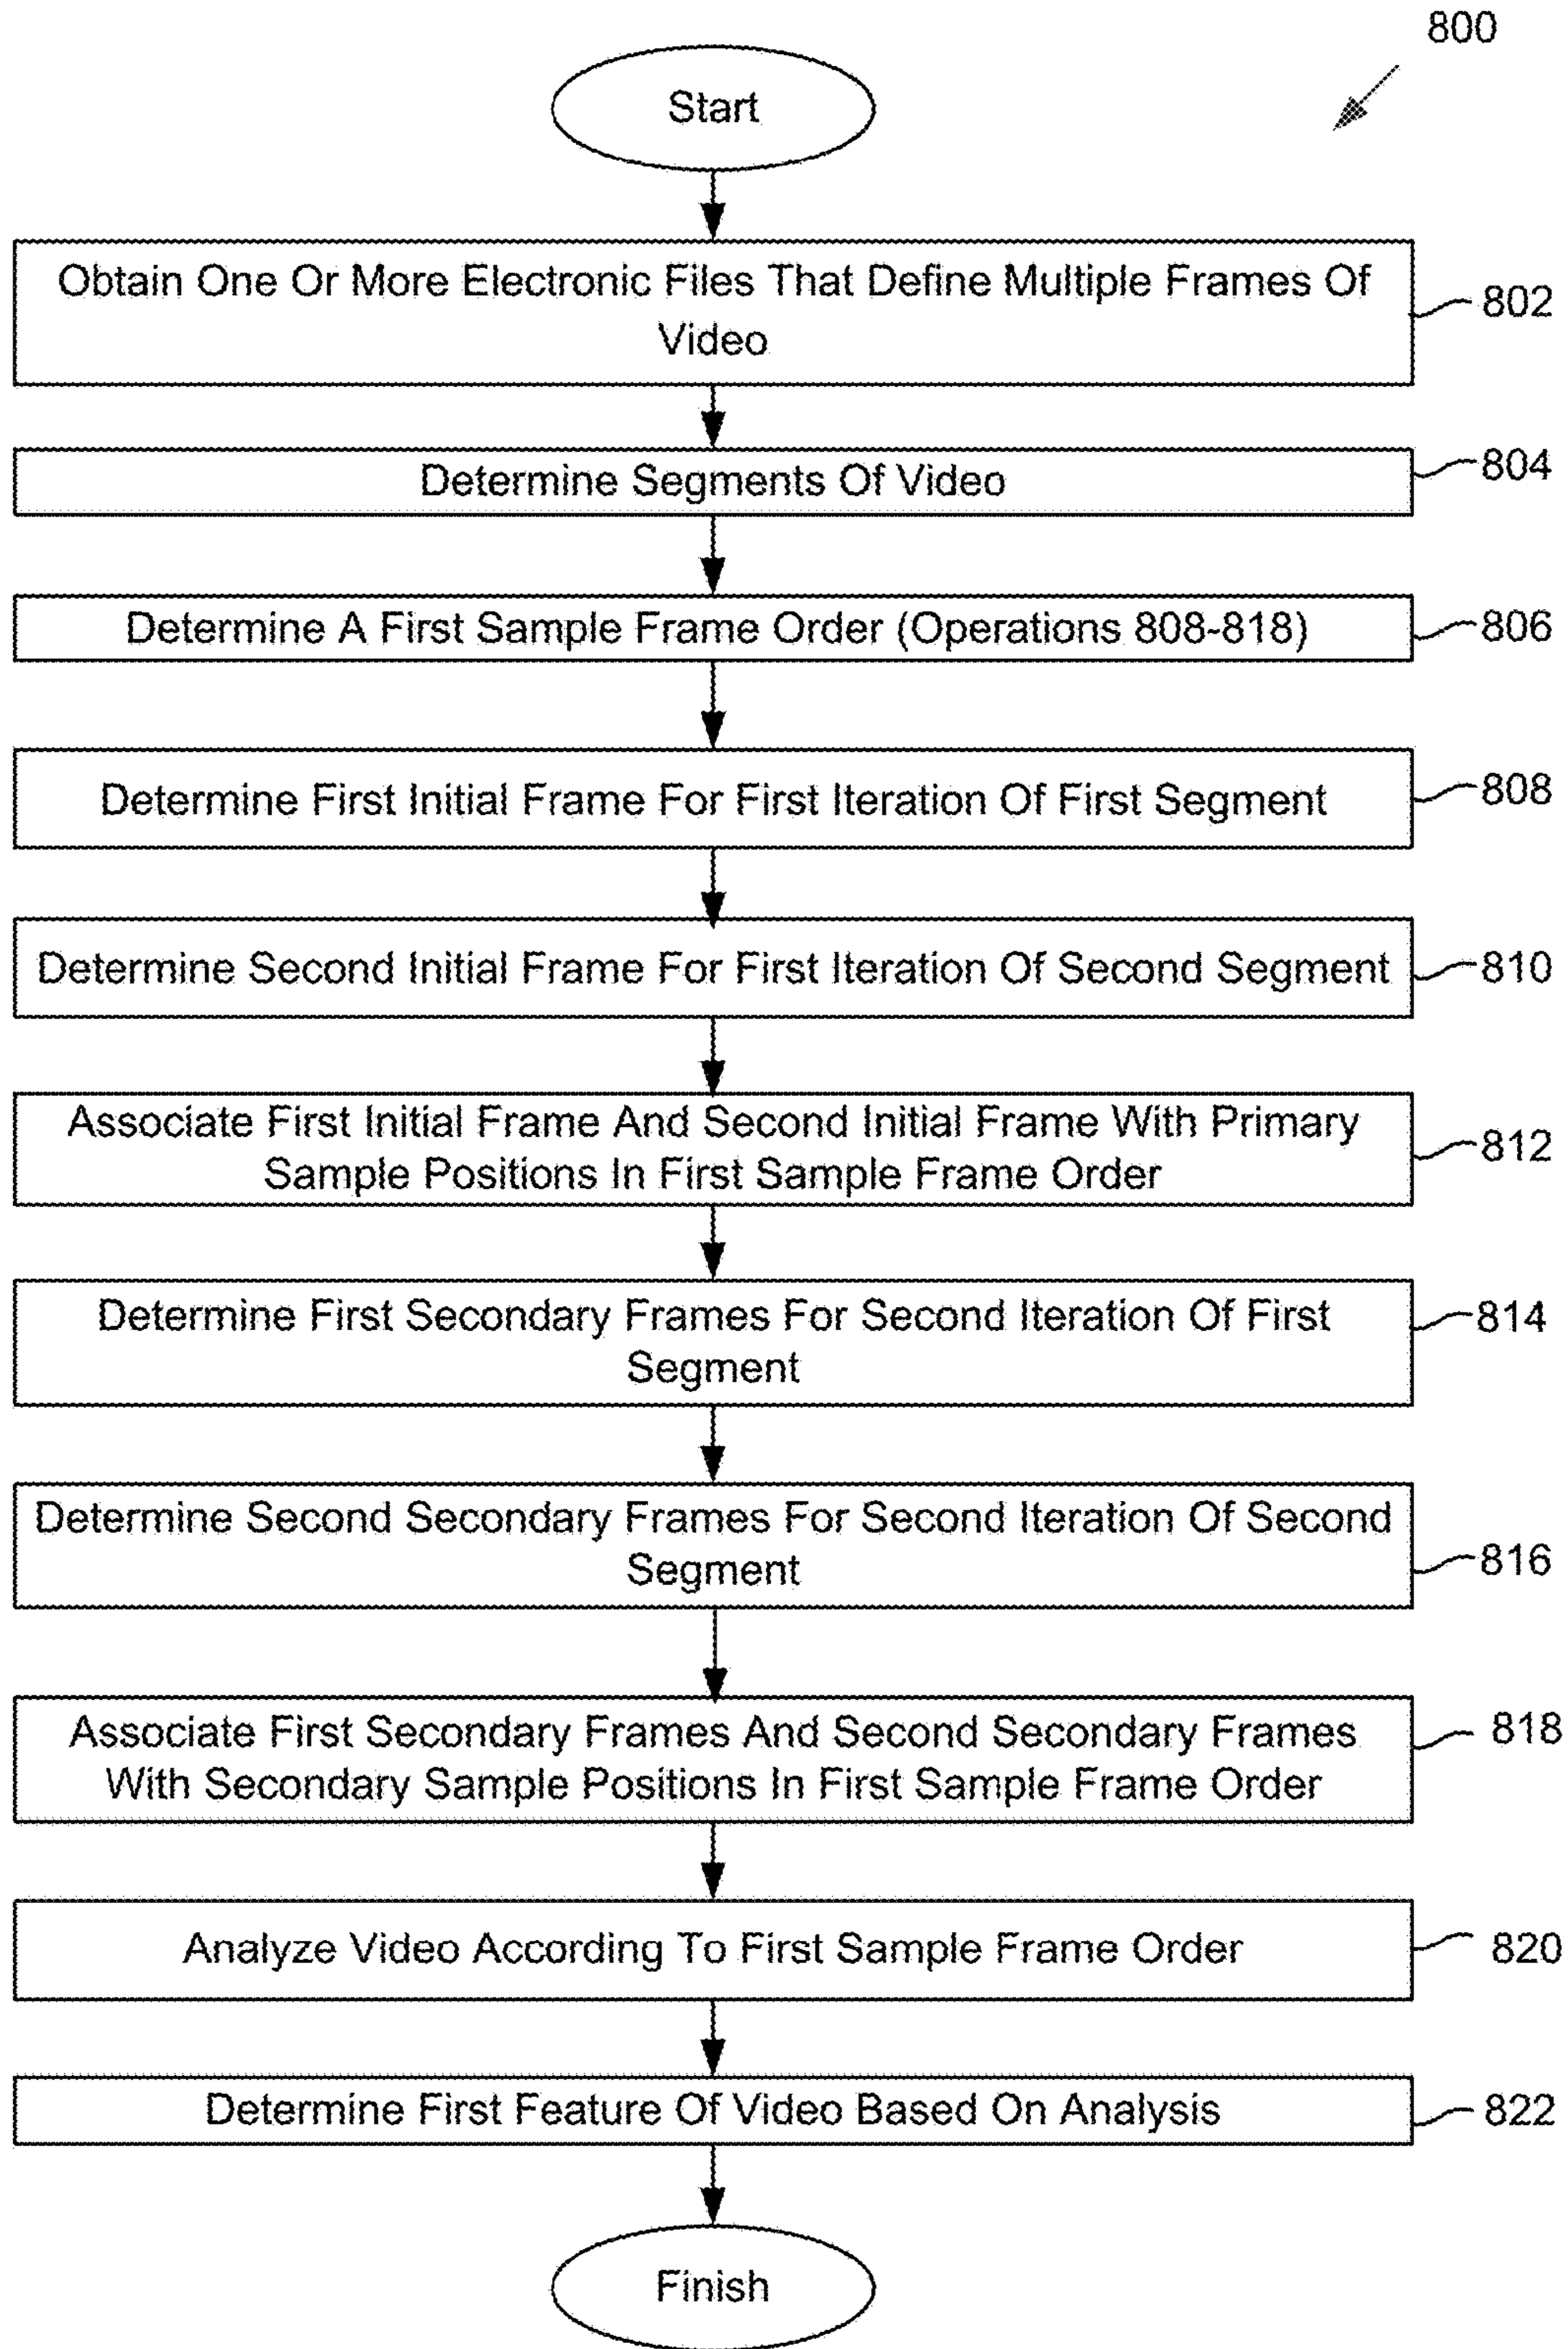 800
Start
Obtain One Or More Electronic Files That Define Multiple Frames Of
Video
802
Determine Segments Of Video
804
Determine A First Sample Frame Order (Operations 808-818)
806
Determine First Initial Frame For First Iteration Of First Segment
808
Determine Second Initial Frame For First Iteration Of Second Segment
810
Associate First Initial Frame And Second Initial Frame With Primary
Sample Positions In First Sample Frame Order
812
Determine First Secondary Frames For Second Iteration Of First
Segment
814
Determine Second Secondary Frames For Second Iteration Of Second
Segment
816
Associate First Secondary Frames And Second Secondary Frames
With Secondary Sample Positions In First Sample Frame Order
818
Analyze Video According To First Sample Frame Order
820
Determine First Feature Of Video Based On Analysis
822
Finish